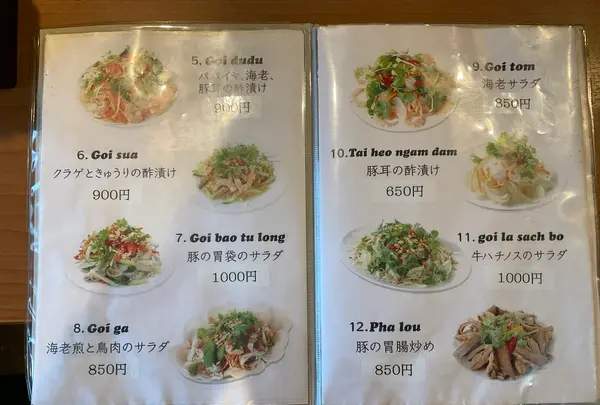 5. Goi dudu
パパイヤ、海老、
豚耳の酢漬け
900円
6. Goi sua
クラゲときゅうりの酢漬け
900円
7. Goi bao tu long
豚の胃袋のサラダ
1000円
8. Goi ga
海老煎と鳥肉のサラダ
850円
9. Goi tom
海老サラダ
850円
10. Tai heo ngam dam
豚耳の酢漬け
650円
11. goi la sach bo
牛ハチノスのサラダ
1000円
12. Pha lou
豚の胃腸炒め
850円